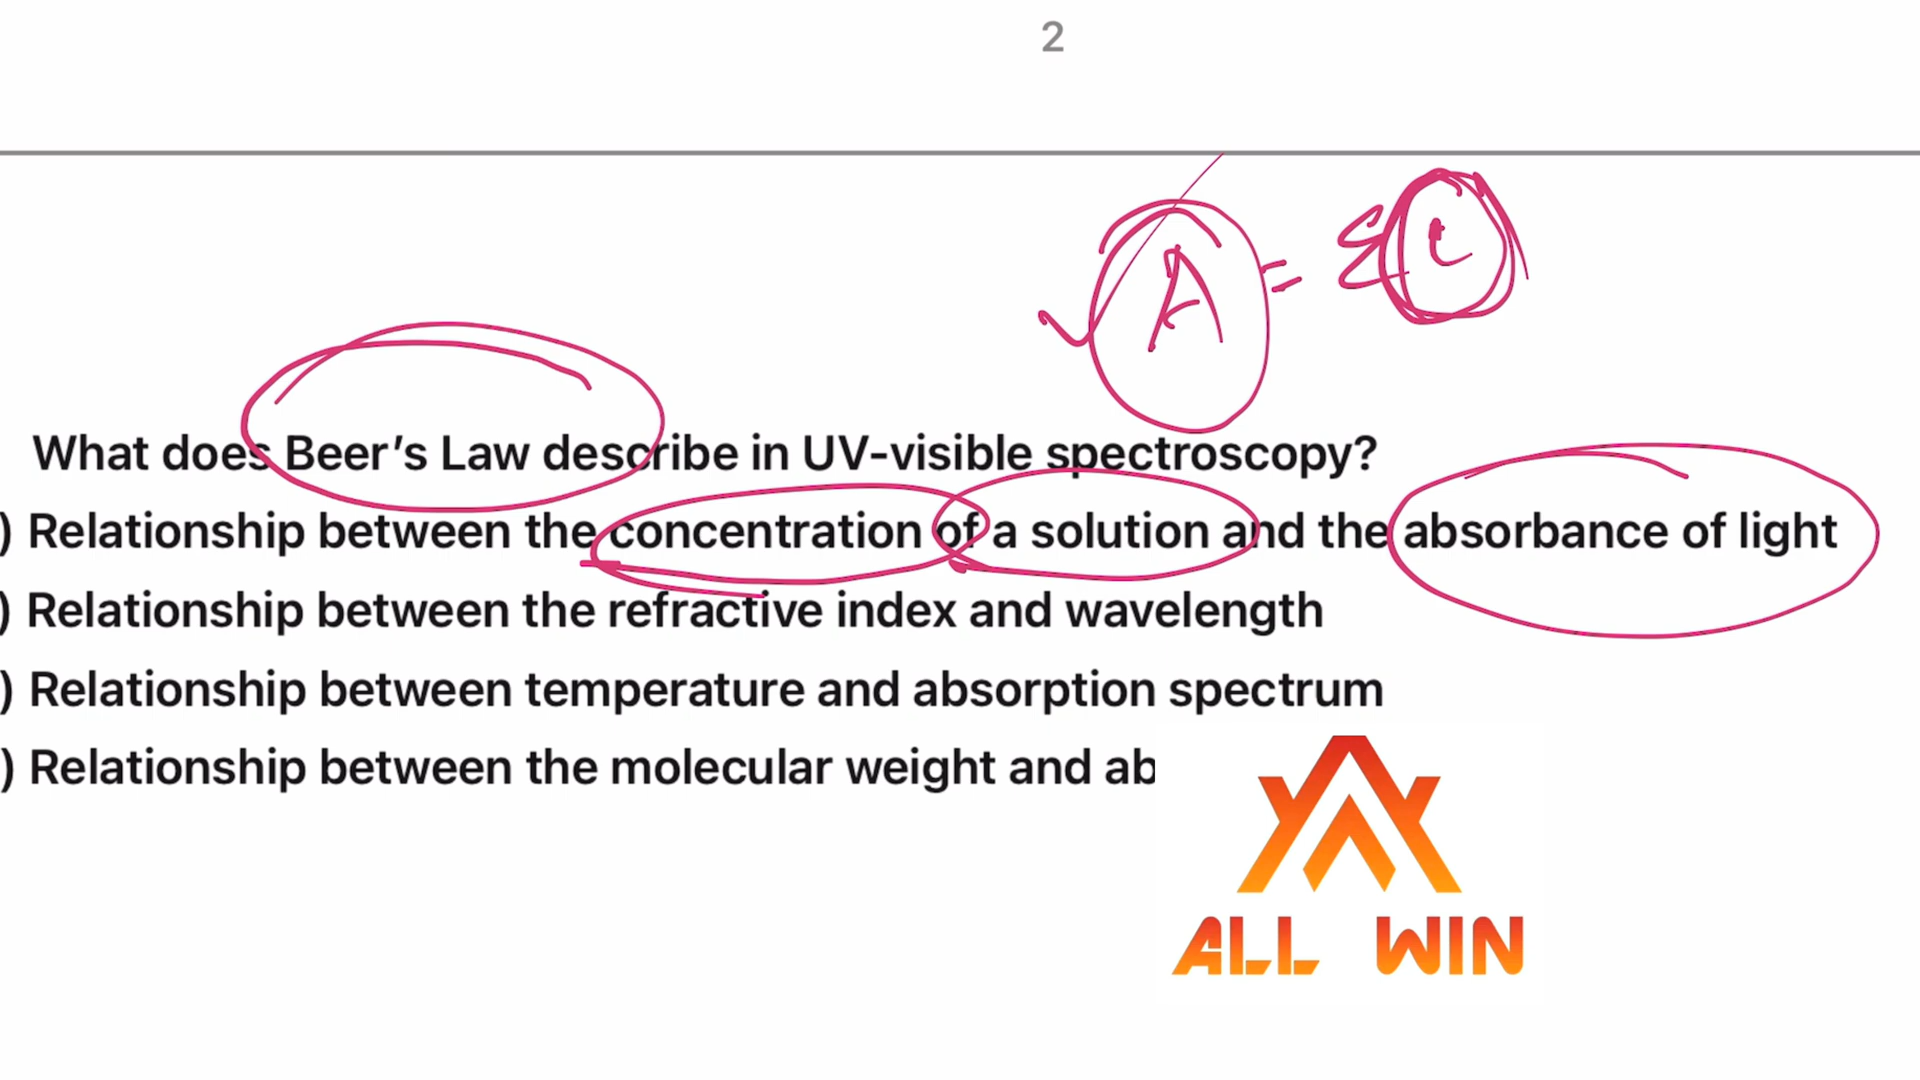 2
A = εC
What does Beer’s Law describe in UV-visible spectroscopy?
) Relationship between the concentration of a solution and the absorbance of light
) Relationship between the refractive index and wavelength
) Relationship between temperature and absorption spectrum
) Relationship between the molecular weight and ab
ALL WIN